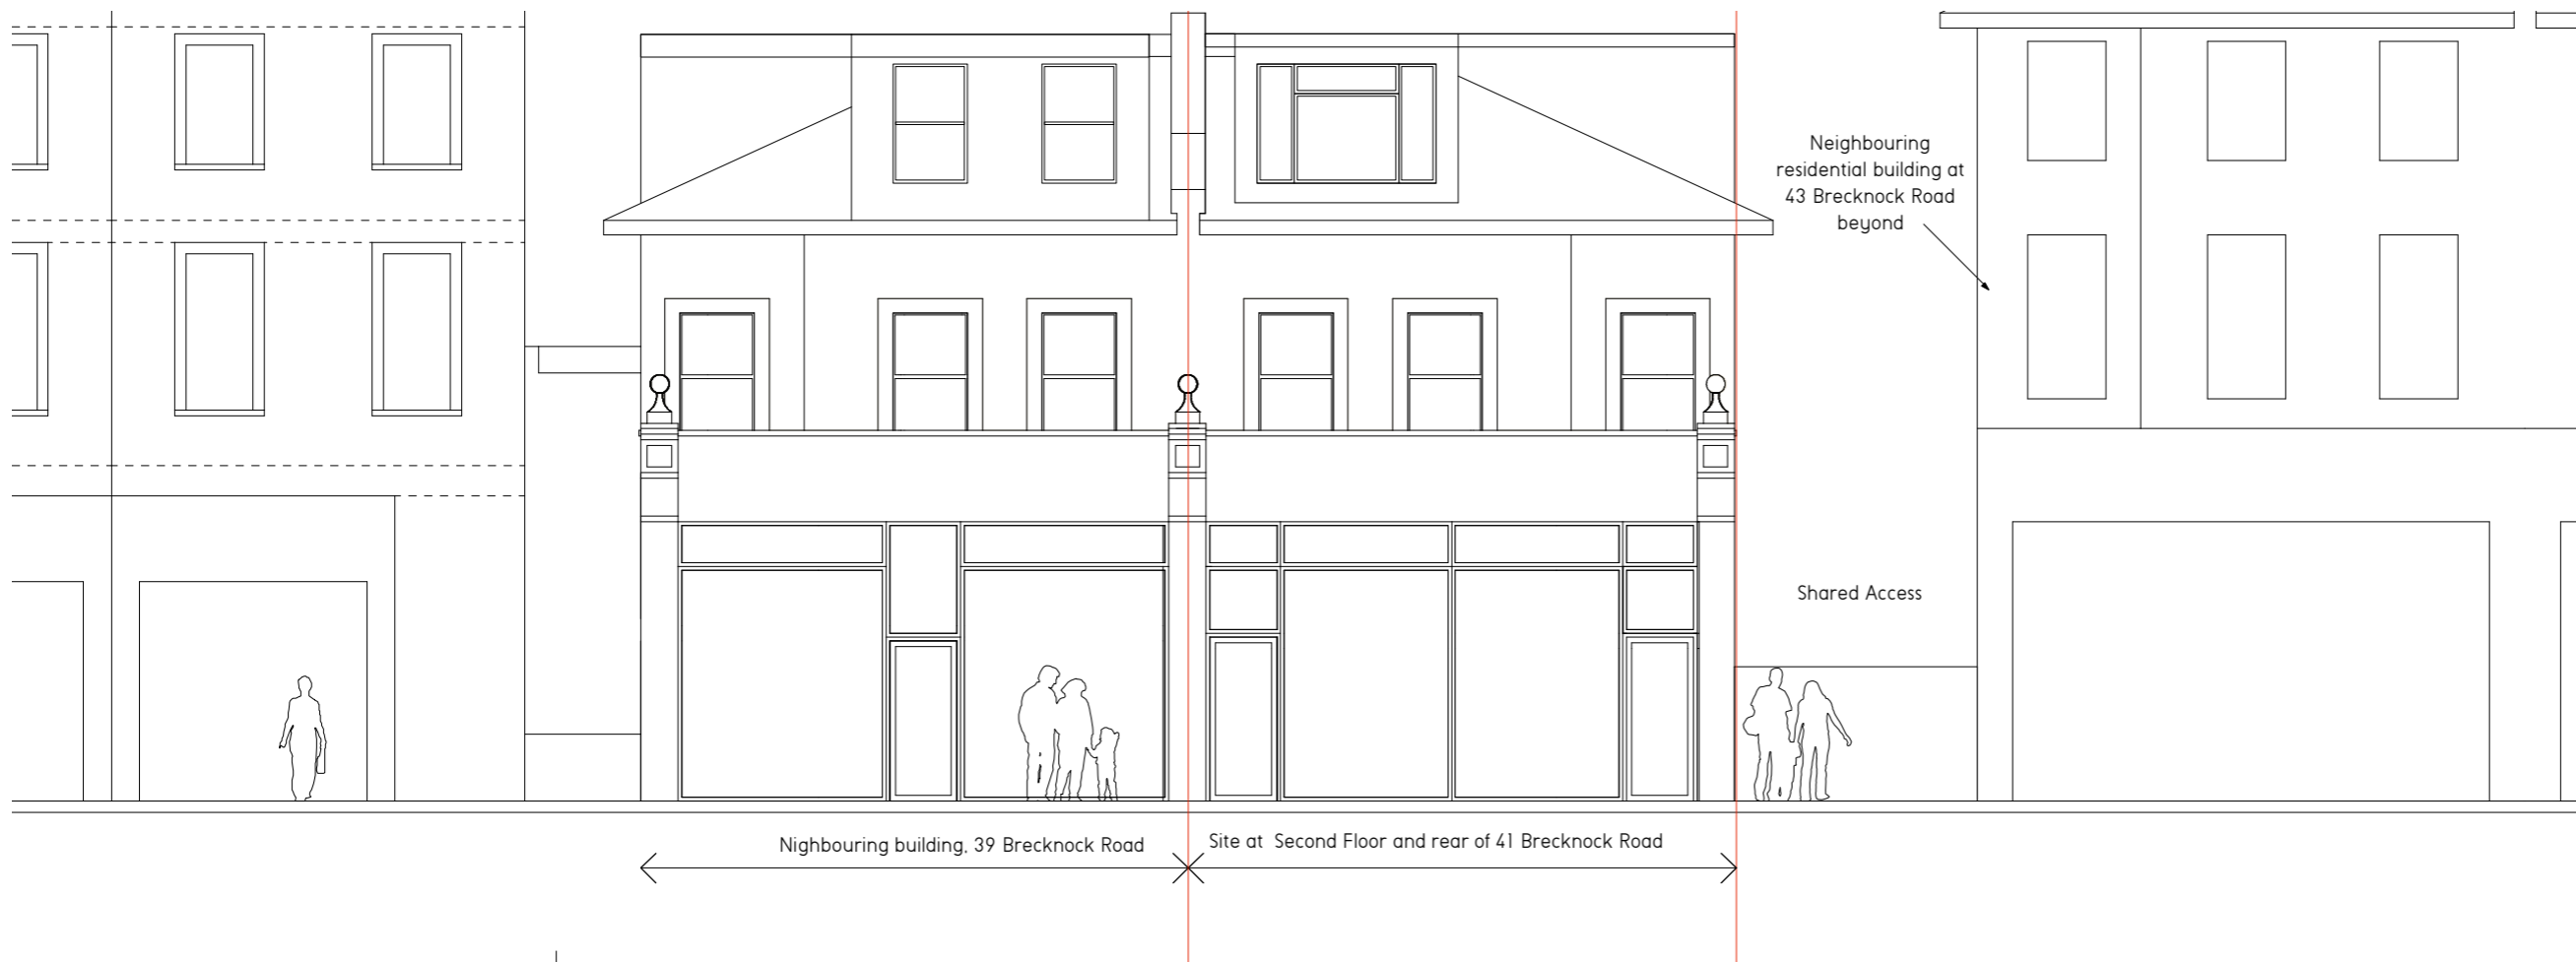 Neighbouring
residential building at
43 Brecknock Road
beyond
Shared Access
Nighbouring building, 39 Brecknock Road
Site at  Second Floor and rear of 41 Brecknock Road